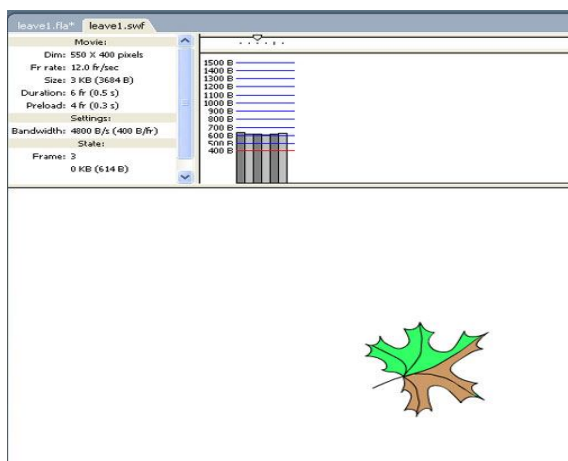 leave1.fla* leave1.swf
Movie:
Dim: 550 X 400 pixels
Fr rate: 12.0 fr/sec
Size: 3 KB (3684 B)
Duration: 6 fr (0.5 s)
Preload: 4 fr (0.3 s)
Settings:
Bandwidth: 4800 B/s (400 B/fr)
State:
Frame: 3
0 KB (614 B)
1500 B
1400 B
1300 B
1200 B
1100 B
1000 B
900 B
800 B
700 B
600 B
500 B
400 B